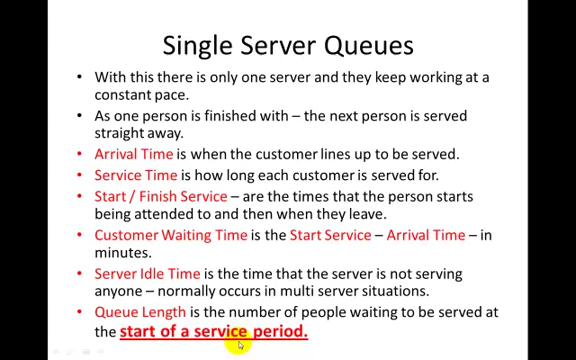 Single Server Queues
• With this there is only one server and they keep working at a
constant pace.
• As one person is finished with – the next person is served
straight away.
• Arrival Time is when the customer lines up to be served.
• Service Time is how long each customer is served for.
• Start / Finish Service – are the times that the person starts
being attended to and then when they leave.
• Customer Waiting Time is the Start Service – Arrival Time – in
minutes.
• Server Idle Time is the time that the server is not serving
anyone – normally occurs in multi server situations.
• Queue Length is the number of people waiting to be served at
the start of a service period.